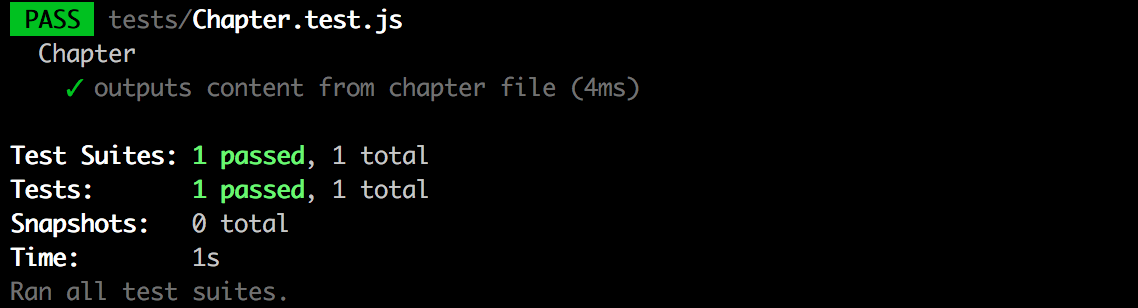 PASS tests/Chapter.test.js
Chapter
✓ outputs content from chapter file (4ms)
Test Suites: 1 passed, 1 total
Tests: 1 passed, 1 total
Snapshots: 0 total
Time: 1s
Ran all test suites.